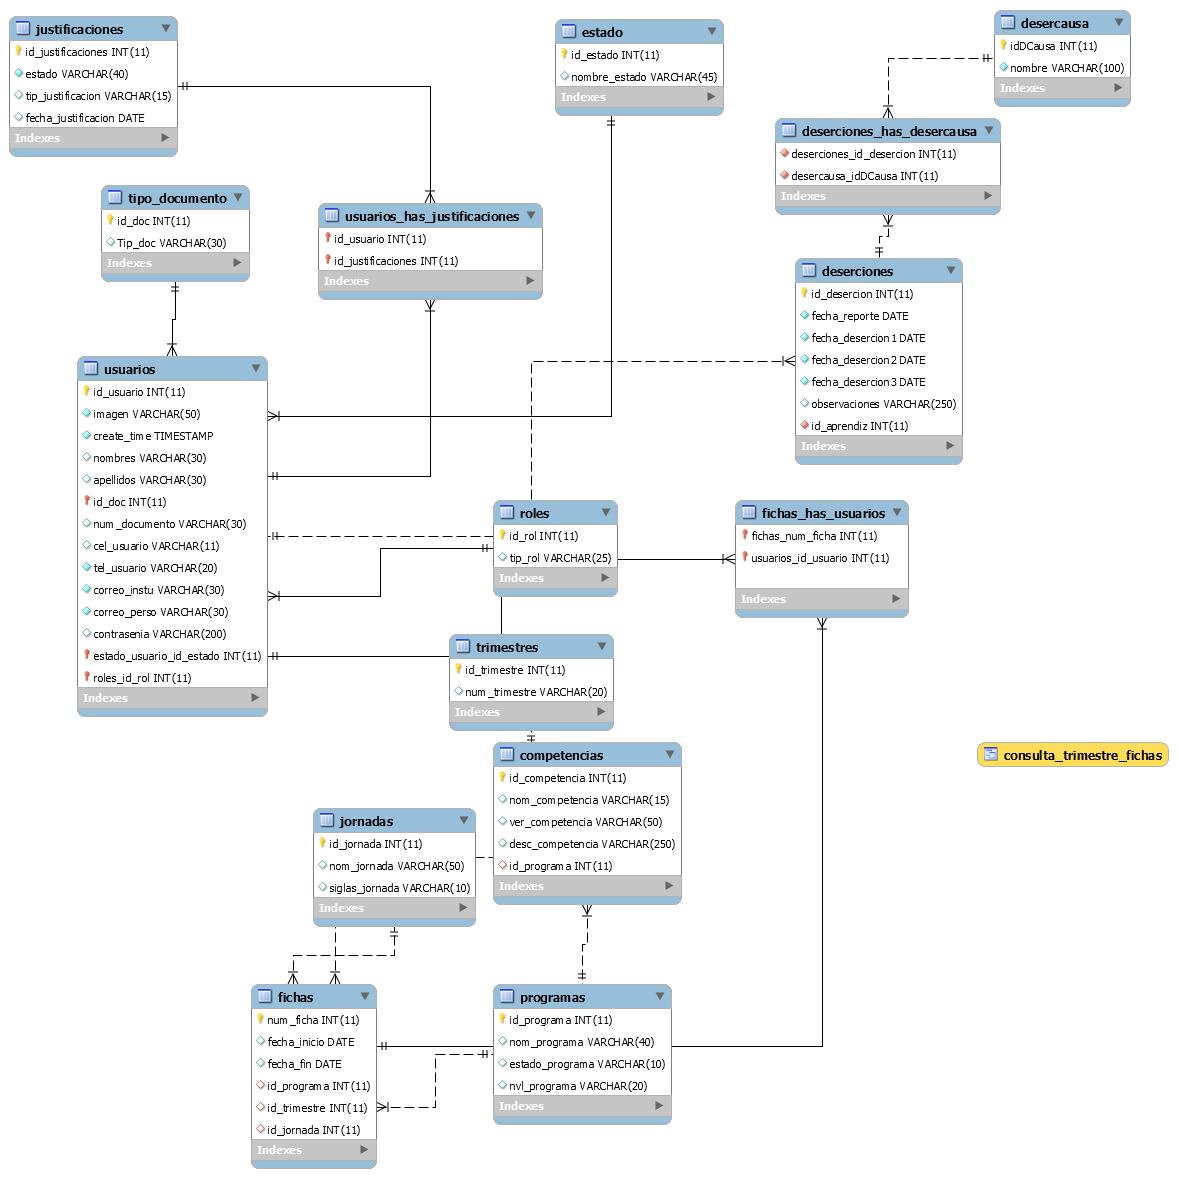 justificaciones
id_justificaciones INT(11)
estado VARCHAR(40)
tip_justificacion VARCHAR(15)
fecha_justificacion DATE
Indexes
estado
id_estado INT(11)
nombre_estado VARCHAR(45)
Indexes
desercausa
idDCausa INT(11)
nombre VARCHAR(100)
Indexes
deserciones_has_desercausa
deserciones_id_desercion INT(11)
desercausa_idDCausa INT(11)
Indexes
tipo_documento
id_doc INT(11)
Tip_doc VARCHAR(30)
Indexes
usuarios_has_justificaciones
id_usuario INT(11)
id_justificaciones INT(11)
Indexes
deserciones
id_desercion INT(11)
fecha_reporte DATE
fecha_desercion1 DATE
fecha_desercion2 DATE
fecha_desercion3 DATE
observaciones VARCHAR(250)
id_aprendiz INT(11)
Indexes
usuarios
id_usuario INT(11)
imagen VARCHAR(50)
create_time TIMESTAMP
nombres VARCHAR(30)
apellidos VARCHAR(30)
id_doc INT(11)
num_documento VARCHAR(30)
cel_usuario VARCHAR(11)
tel_usuario VARCHAR(20)
correo_instu VARCHAR(30)
correo_perso VARCHAR(30)
contrasenia VARCHAR(200)
estado_usuario_id_estado INT(11)
roles_id_rol INT(11)
Indexes
roles
id_rol INT(11)
tip_rol VARCHAR(25)
Indexes
fichas_has_usuarios
fichas_num_ficha INT(11)
usuarios_id_usuario INT(11)
Indexes
trimestres
id_trimestre INT(11)
num_trimestre VARCHAR(20)
Indexes
competencias
id_competencia INT(11)
nom_competencia VARCHAR(15)
ver_competencia VARCHAR(50)
desc_competencia VARCHAR(250)
id_programa INT(11)
Indexes
consulta_trimestre_fichas
jornadas
id_jornada INT(11)
nom_jornada VARCHAR(50)
siglas_jornada VARCHAR(10)
Indexes
fichas
num_ficha INT(11)
fecha_inicio DATE
fecha_fin DATE
id_programa INT(11)
id_trimestre INT(11)
id_jornada INT(11)
Indexes
programas
id_programa INT(11)
nom_programa VARCHAR(40)
estado_programa VARCHAR(10)
nvl_programa VARCHAR(20)
Indexes